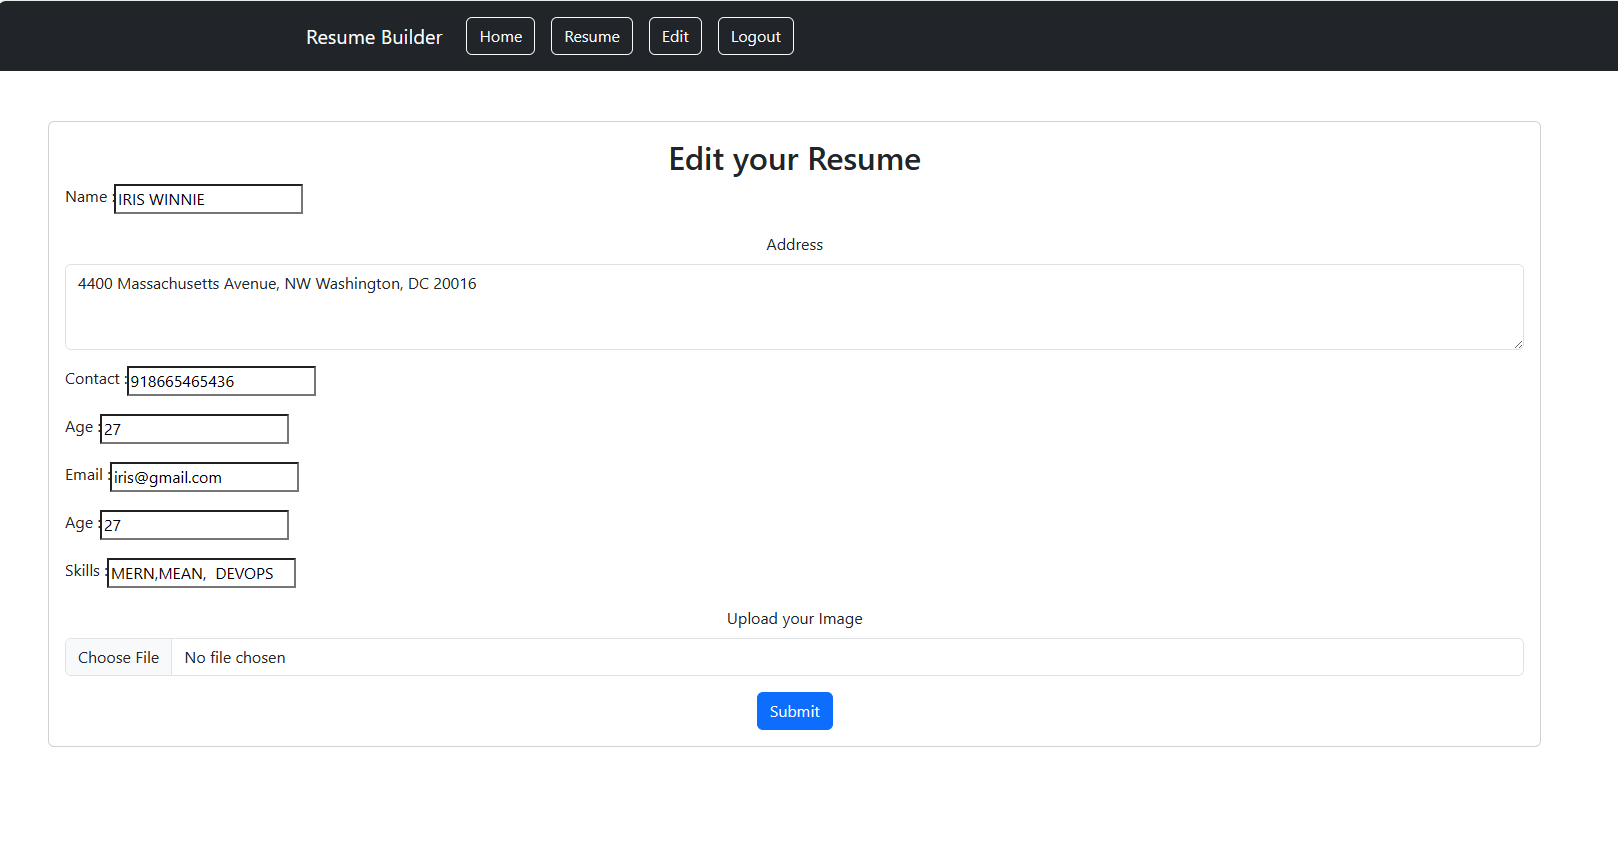 Resume Builder Home Resume Edit Logout
Edit your Resume
Name :IRIS WINNIE
Address
4400 Massachusetts Avenue, NW Washington, DC 20016
Contact :918665465436
Age :27
Email :iris@gmail.com
Age :27
Skills :MERN,MEAN,  DEVOPS
Upload your Image
Choose File No file chosen
Submit